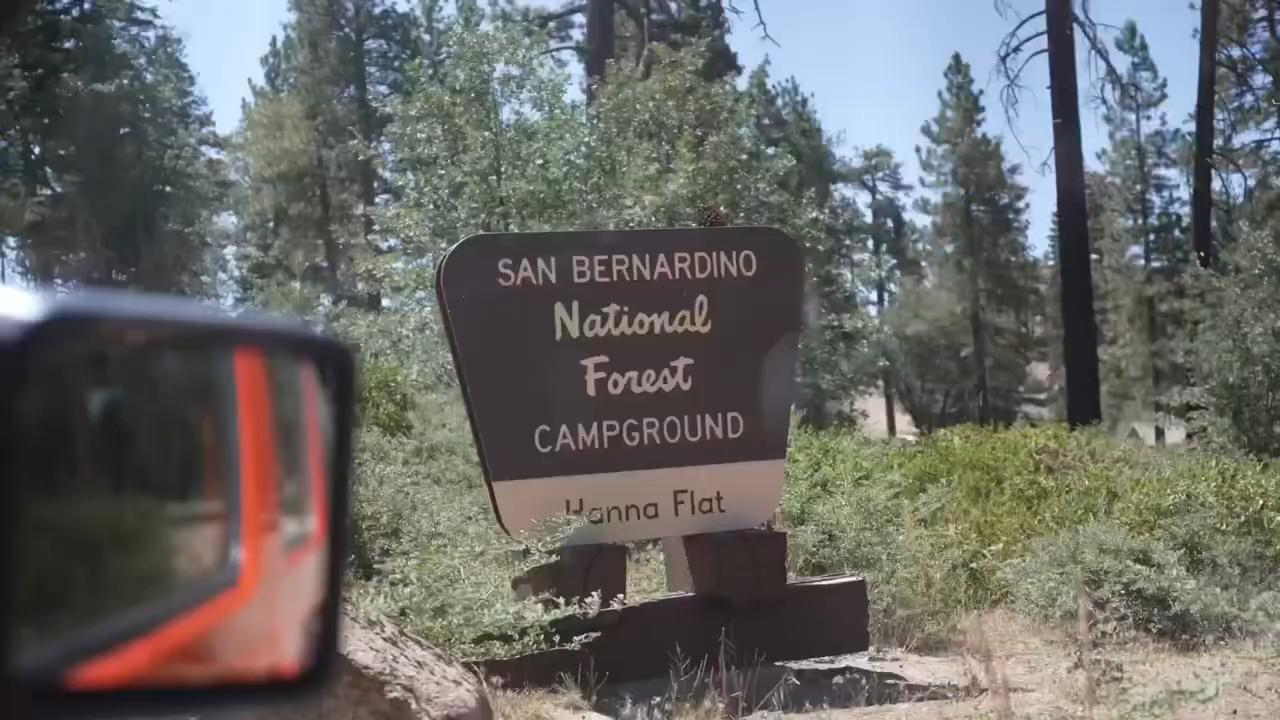 SAN BERNARDINO
National
Forest
CAMPGROUND
Hanna Flat